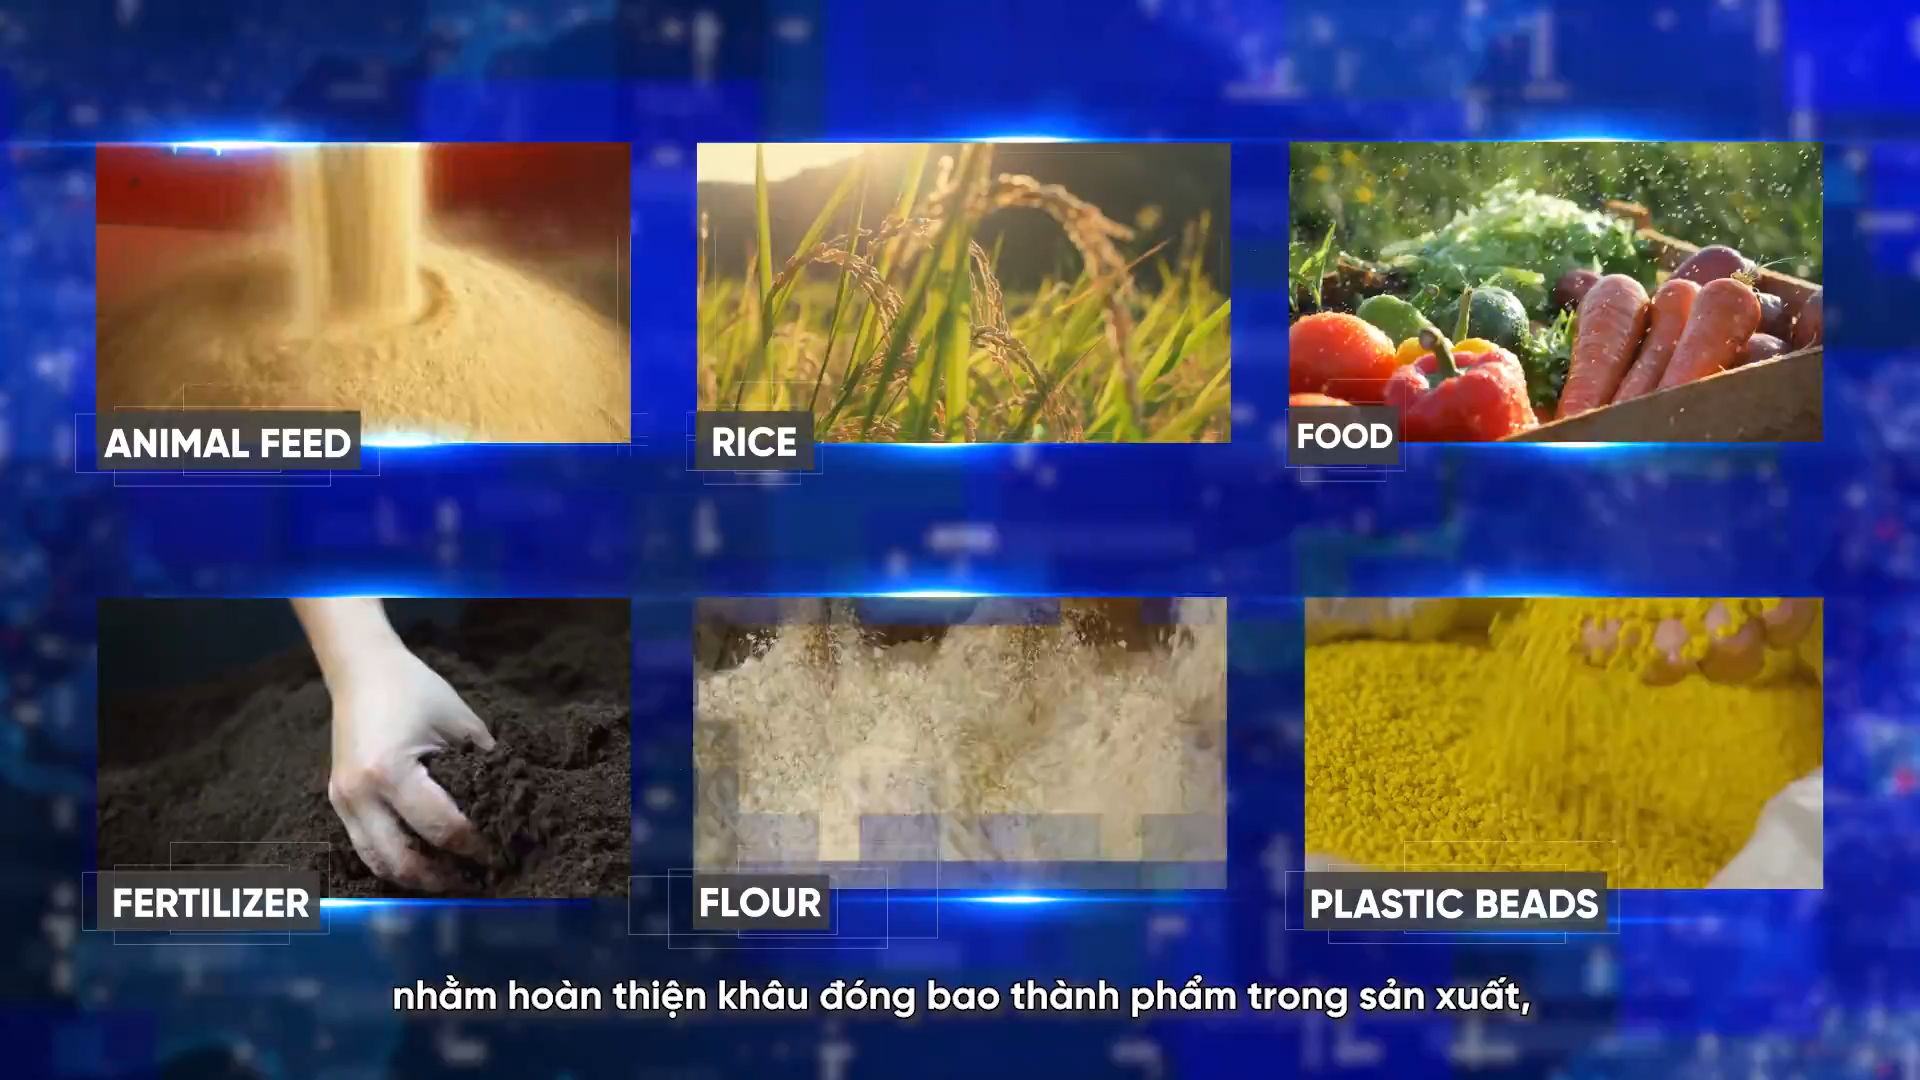 ANIMAL FEED
RICE
FOOD
FERTILIZER
FLOUR
PLASTIC BEADS
nhằm hoàn thiện khâu đóng bao thành phẩm trong sản xuất,